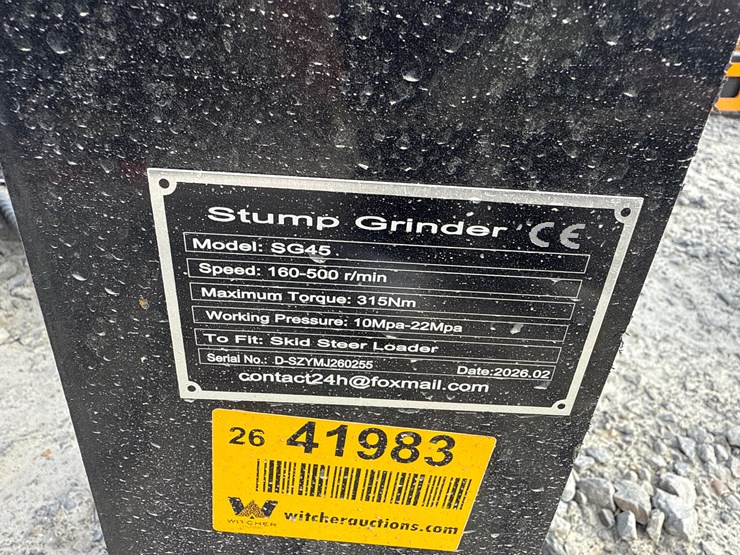 Stump Grinder CE
Model: SG45
Speed: 160-500 r/min
Maximum Torque: 315Nm
Working Pressure: 10Mpa-22Mpa
To Fit: Skid Steer Loader
Serial No.: D-SZYMJ260255 Date:2026.02
contact24h@foxmail.com
26 41983
W
WITCHER
witcherauctions.com